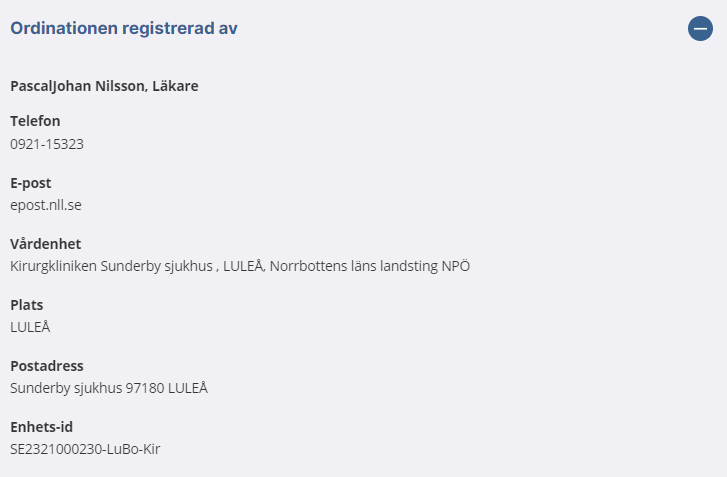 Ordinationen registrerad av
PascalJohan Nilsson, Läkare
Telefon
0921-15323
E-post
epost.nll.se
Vårdenhet
Kirurgkliniken Sunderby sjukhus , LULEÅ, Norrbottens läns landsting NPÖ
Plats
LULEÅ
Postadress
Sunderby sjukhus 97180 LULEÅ
Enhets-id
SE2321000230-LuBo-Kir